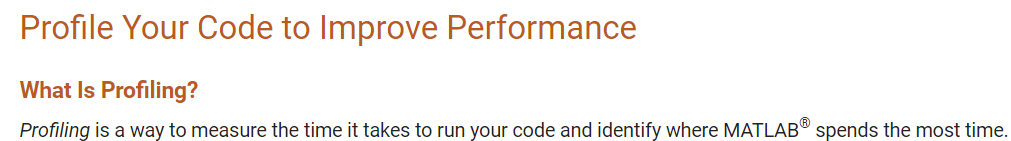 Profile Your Code to Improve Performance
What Is Profiling?
Profiling is a way to measure the time it takes to run your code and identify where MATLAB® spends the most time.